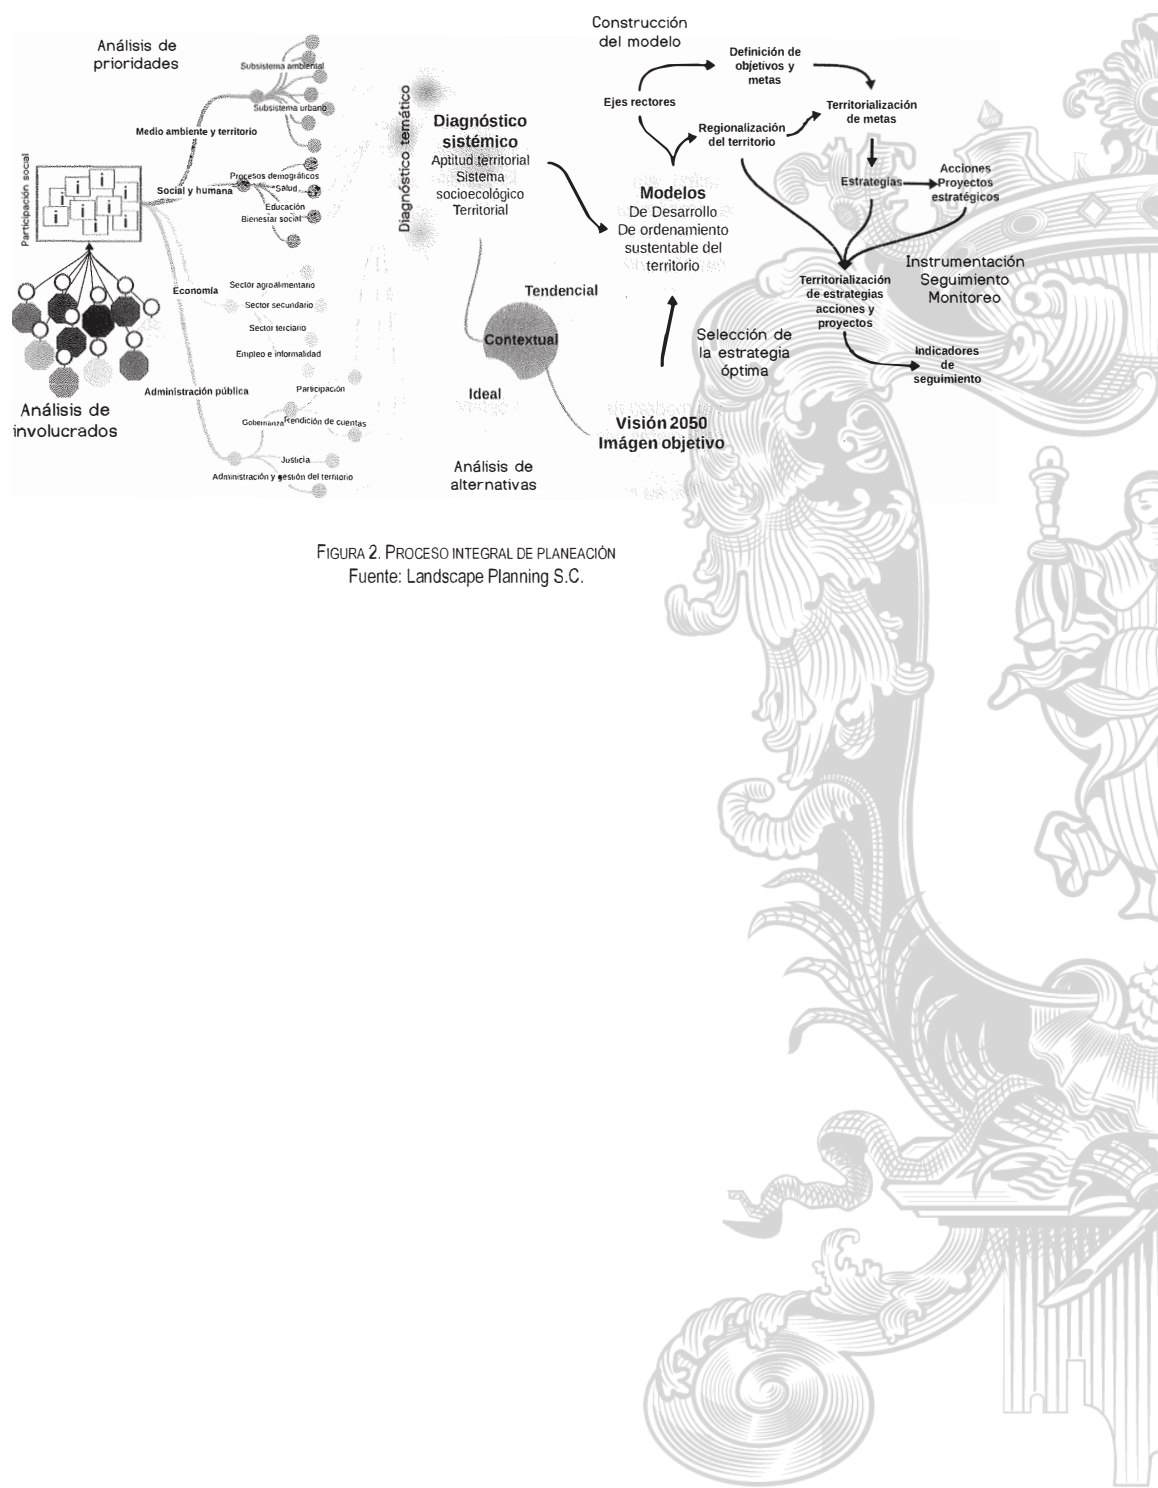 Análisis de
prioridades
Participación social
Medio ambiente y territorio
Subsistema ambiental
Subsistema urbano
Social y humana
Procesos demográficos
Salud
Educación
Bienestar social
Economía
Sector agroalimentario
Sector secundario
Sector terciario
Empleo e informalidad
Administración pública
Participación
Gobernanza
Rendición de cuentas
Justicia
Administración y gestión del territorio
i i i i i i i i
Análisis de
involucrados
Diagnóstico temático
Diagnóstico
sistémico
Aptitud territorial
Sistema
socioecológico
Territorial
Tendencial
Contextual
Ideal
Análisis de
alternativas
Visión 2050
Imágen objetivo
Selección de
la estrategia
óptima
Modelos
De Desarrollo
De ordenamiento
sustentable del
territorio
Construcción
del modelo
Ejes rectores
Definición de
objetivos y
metas
Regionalización
del territorio
Territorialización
de metas
Estrategias
Acciones
Proyectos
estratégicos
Territorialización
de estrategias
acciones y
proyectos
Instrumentación
Seguimiento
Monitoreo
Indicadores
de
seguimiento
FIGURA 2. PROCESO INTEGRAL DE PLANEACIÓN
Fuente: Landscape Planning S.C.